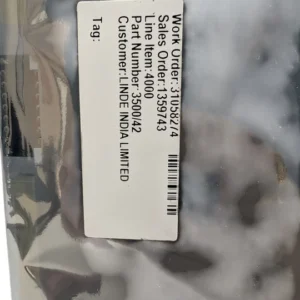 Work Order:31058274
Sales Order:1359743
Line Item:4000
Part Number:3500/42
Customer:LINDE INDIA LIMITED
Tag: